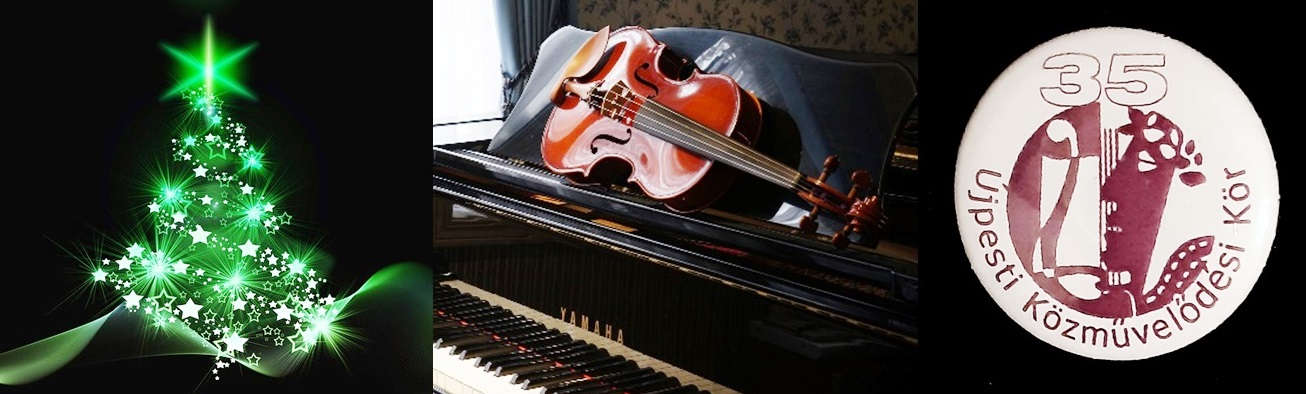 YAMAHA
35
Újpesti Közművelődési Kör